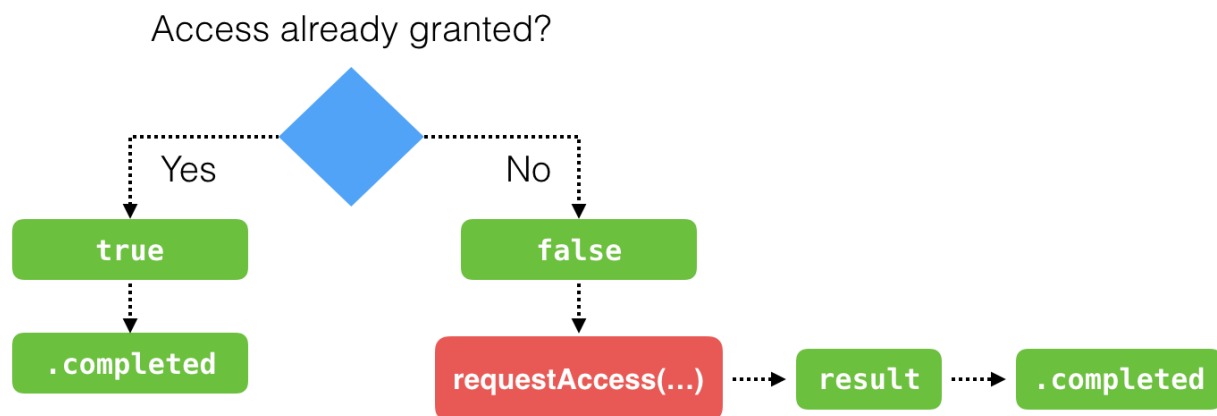 Access already granted?
Yes
No
true
false
.completed
requestAccess(...)
result
.completed